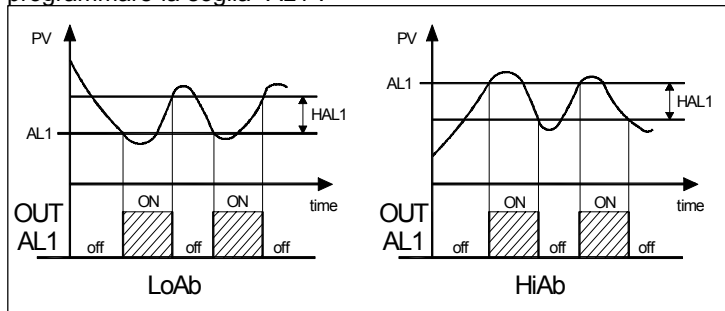 programmare la soglia "AL1".
PV
AL1
HAL1
time
OUT
AL1
off
ON
off
ON
off
LoAb
PV
AL1
HAL1
time
OUT
AL1
off
ON
off
ON
off
HiAb